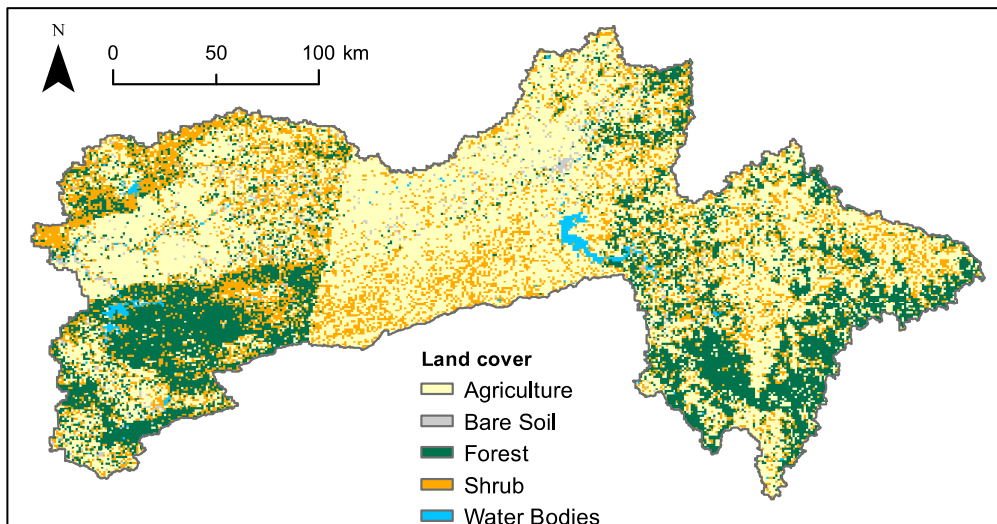 N
0 50 100 km
Land cover
Agriculture
Bare Soil
Forest
Shrub
Water Bodies